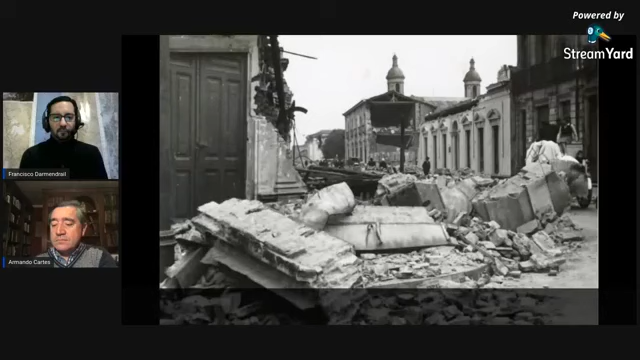 Powered by
StreamYard
Francisco Darmendrail
Armando Cartes